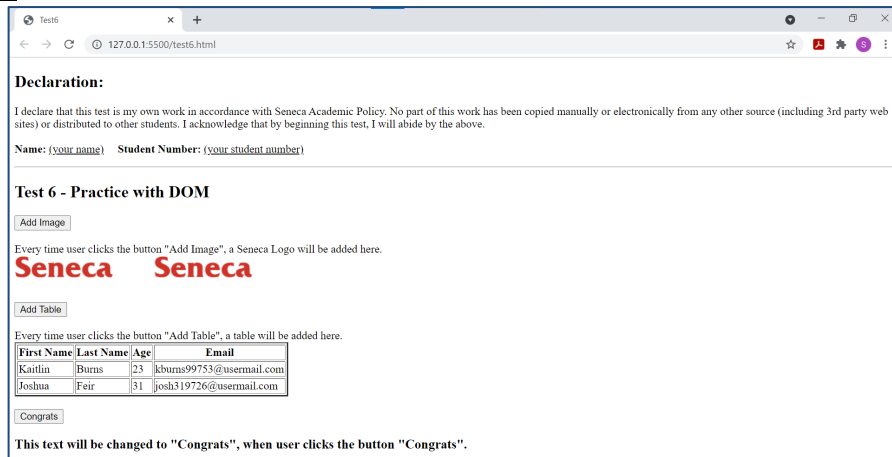 Test6
127.0.0.1:5500/test6.html
S
Declaration:
I declare that this test is my own work in accordance with Seneca Academic Policy. No part of this work has been copied manually or electronically from any other source (including 3rd party web
sites) or distributed to other students. I acknowledge that by beginning this test, I will abide by the above.
Name: (your name) Student Number: (your student number)
Test 6 - Practice with DOM
Add Image
Every time user clicks the button "Add Image", a Seneca Logo will be added here.
Seneca Seneca
Add Table
Every time user clicks the button "Add Table", a table will be added here.
First Name Last Name Age Email
Kaitlin Burns 23 kburns99753@usermail.com
Joshua Feir 31 josh319726@usermail.com
Congrats
This text will be changed to "Congrats", when user clicks the button "Congrats".